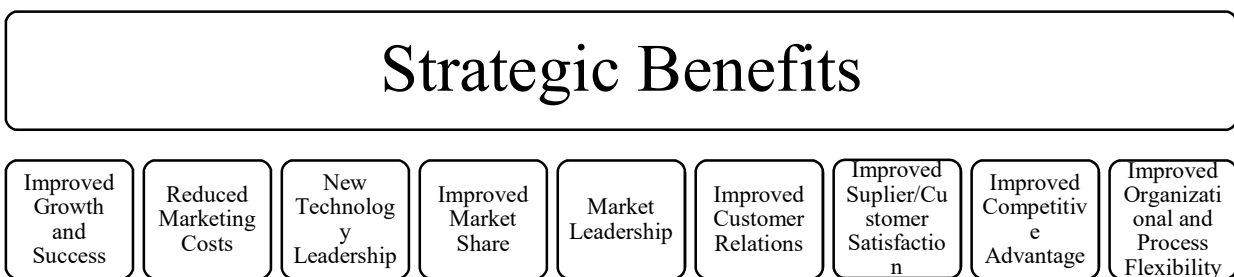 Strategic Benefits
Improved
Growth
and
Success
Reduced
Marketing
Costs
New
Technolog
y
Leadership
Improved
Market
Share
Market
Leadership
Improved
Customer
Relations
Improved
Suplier/Cu
stomer
Satisfactio
n
Improved
Competitiv
e
Advantage
Improved
Organizati
onal and
Process
Flexibility